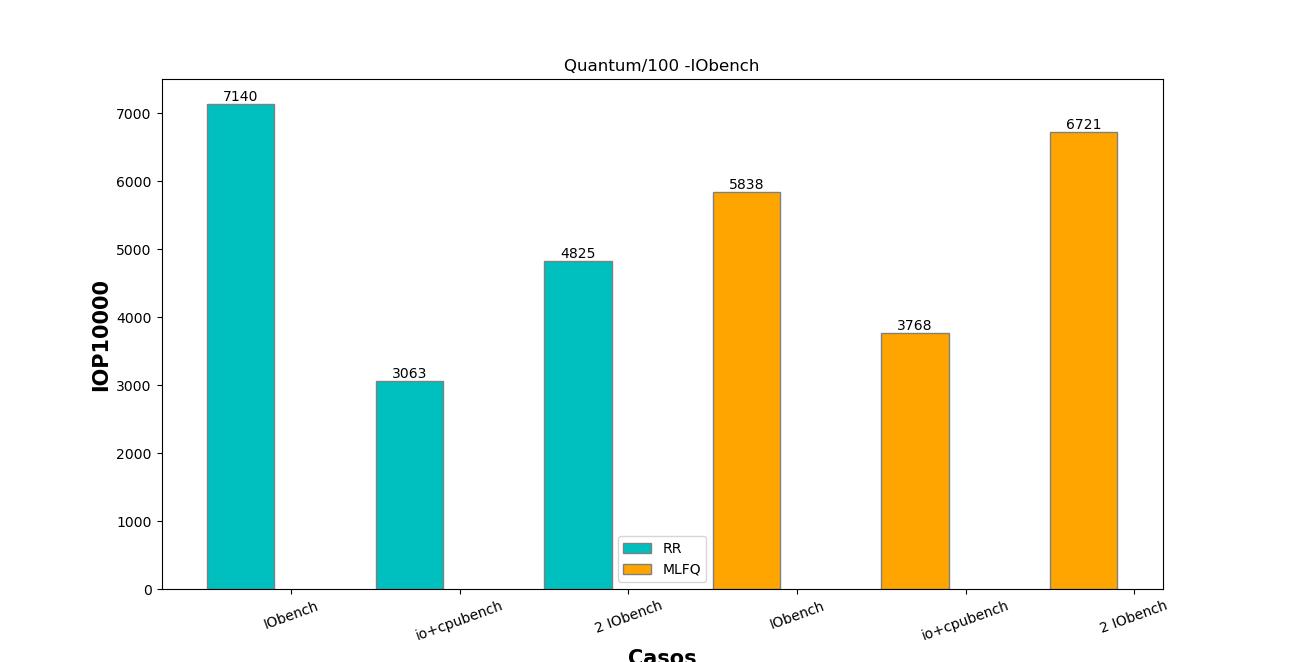 Quantum/100 -IObench
IOP10000
7000
6000
5000
4000
3000
2000
1000
0
7140
3063
4825
5838
3768
6721
RR
MLFQ
IObench
io+cpubench
2 IObench
IObench
io+cpubench
2 IObench
Casos